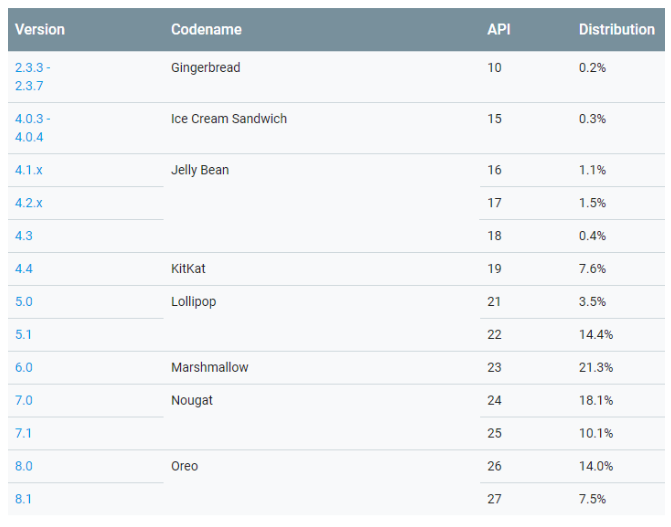 Version Codename API Distribution
2.3.3 - Gingerbread 10 0.2%
2.3.7
4.0.3 - Ice Cream Sandwich 15 0.3%
4.0.4
4.1.x Jelly Bean 16 1.1%
4.2.x 17 1.5%
4.3 18 0.4%
4.4 KitKat 19 7.6%
5.0 Lollipop 21 3.5%
5.1 22 14.4%
6.0 Marshmallow 23 21.3%
7.0 Nougat 24 18.1%
7.1 25 10.1%
8.0 Oreo 26 14.0%
8.1 27 7.5%